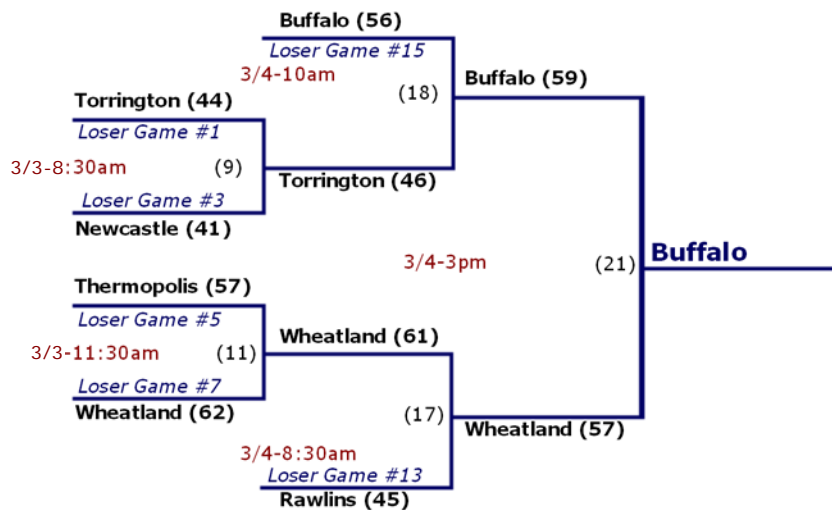 Buffalo (56)
Loser Game #15
3/4-10am
Buffalo (59)
(18)
Torrington (44)
Loser Game #1
3/3-8:30am
(9)
Torrington (46)
Loser Game #3
Newcastle (41)
3/4-3pm
(21)
Buffalo
Thermopolis (57)
Loser Game #5
Wheatland (61)
3/3-11:30am
(11)
Loser Game #7
Wheatland (62)
(17)
Wheatland (57)
3/4-8:30am
Loser Game #13
Rawlins (45)